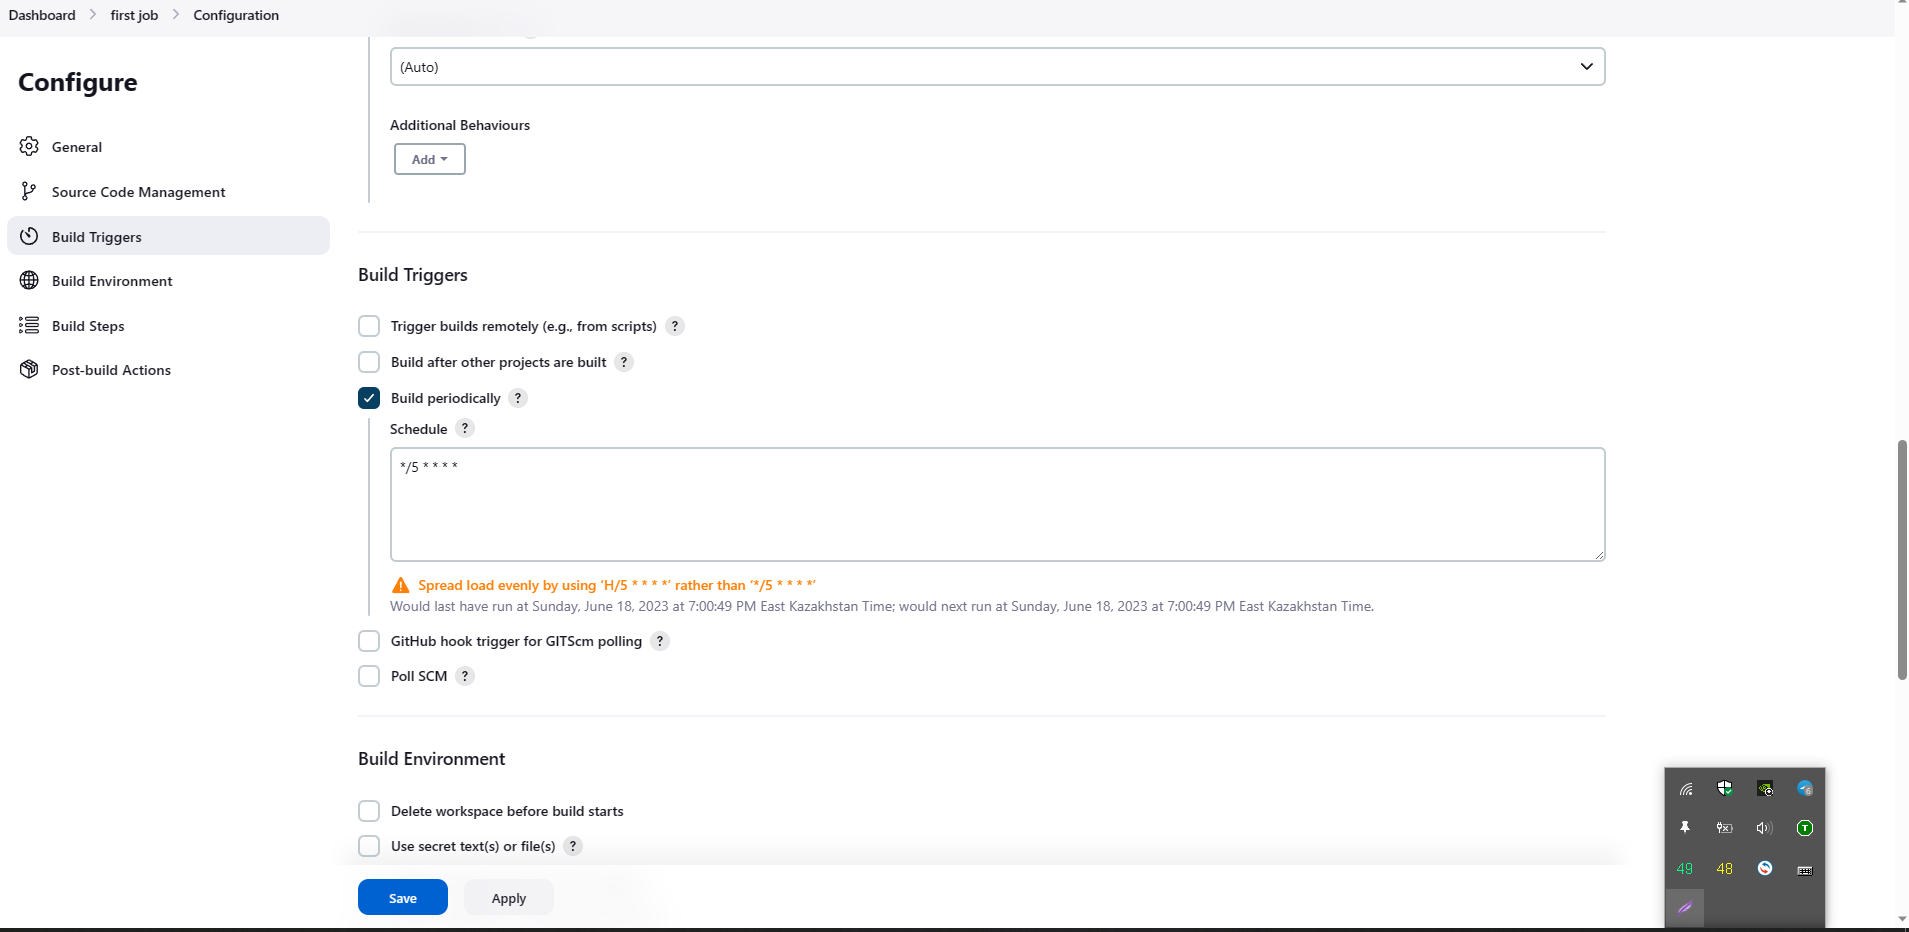 Dashboard > first job > Configuration
Configure
General
Source Code Management
Build Triggers
Build Environment
Build Steps
Post-build Actions
(Auto)
Additional Behaviours
Add
Build Triggers
Trigger builds remotely (e.g., from scripts) ?
Build after other projects are built ?
Build periodically ?
Schedule ?
*/5 * * * *
Spread load evenly by using ‘H/5 * * * *’ rather than ‘*/5 * * * *’
Would last have run at Sunday, June 18, 2023 at 7:00:49 PM East Kazakhstan Time; would next run at Sunday, June 18, 2023 at 7:00:49 PM East Kazakhstan Time.
GitHub hook trigger for GITScm polling ?
Poll SCM ?
Build Environment
Delete workspace before build starts
Use secret text(s) or file(s) ?
Save Apply
6
T
49 48